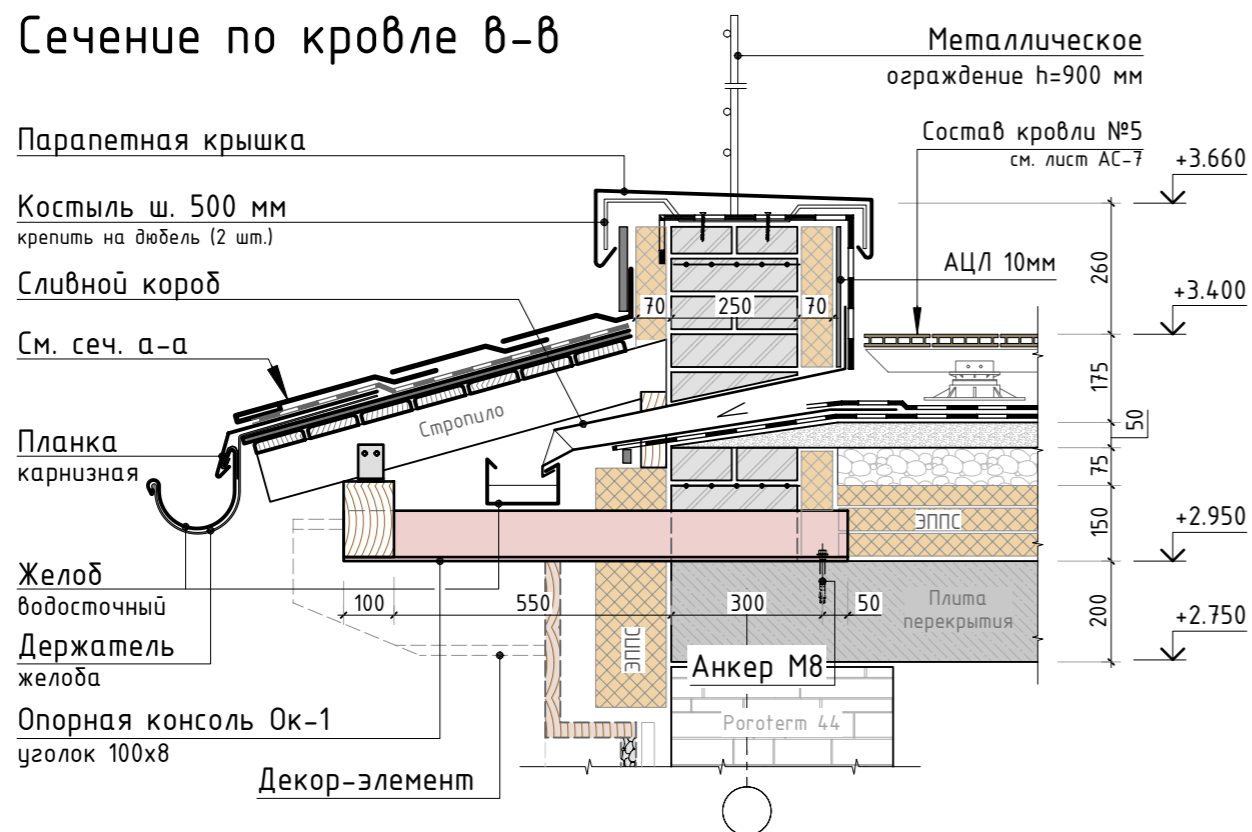 Сечение по кровле в-в
Металлическое
ограждение h=900 мм
Парапетная крышка
Состав кровли №5
см. лист АС-7
+3.660
Костыль ш. 500 мм
крепить на дюбель (2 шт.)
Сливной короб
АЦЛ 10мм
260
+3.400
70
250
70
См. сеч. а-а
175
Стропило
50
Планка
карнизная
75
ЭППС
150
+2.950
Желоб
водосточный
100
550
300
50
Плита
перекрытия
200
+2.750
Держатель
желоба
ЭППС
Анкер М8
Опорная консоль Ок-1
уголок 100х8
Poroterm 44
Декор-элемент